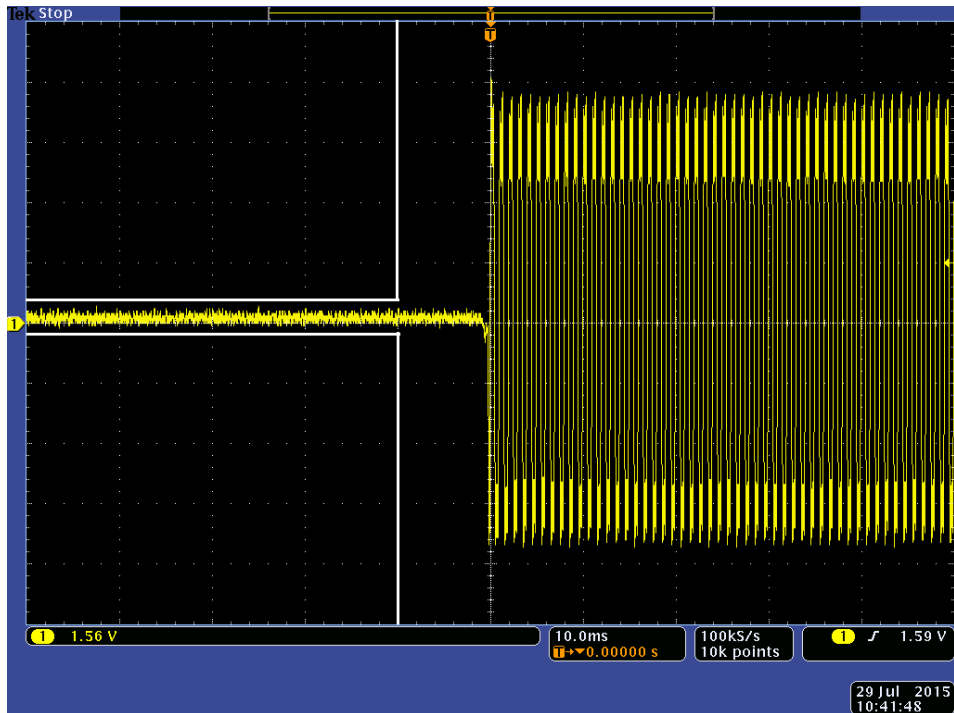 Tek Stop
T
T
1
1 1.56 V
10.0ms
T→▼0.00000 s
100kS/s
10k points
1 ƒ 1.59 V
29 Jul 2015
10:41:48